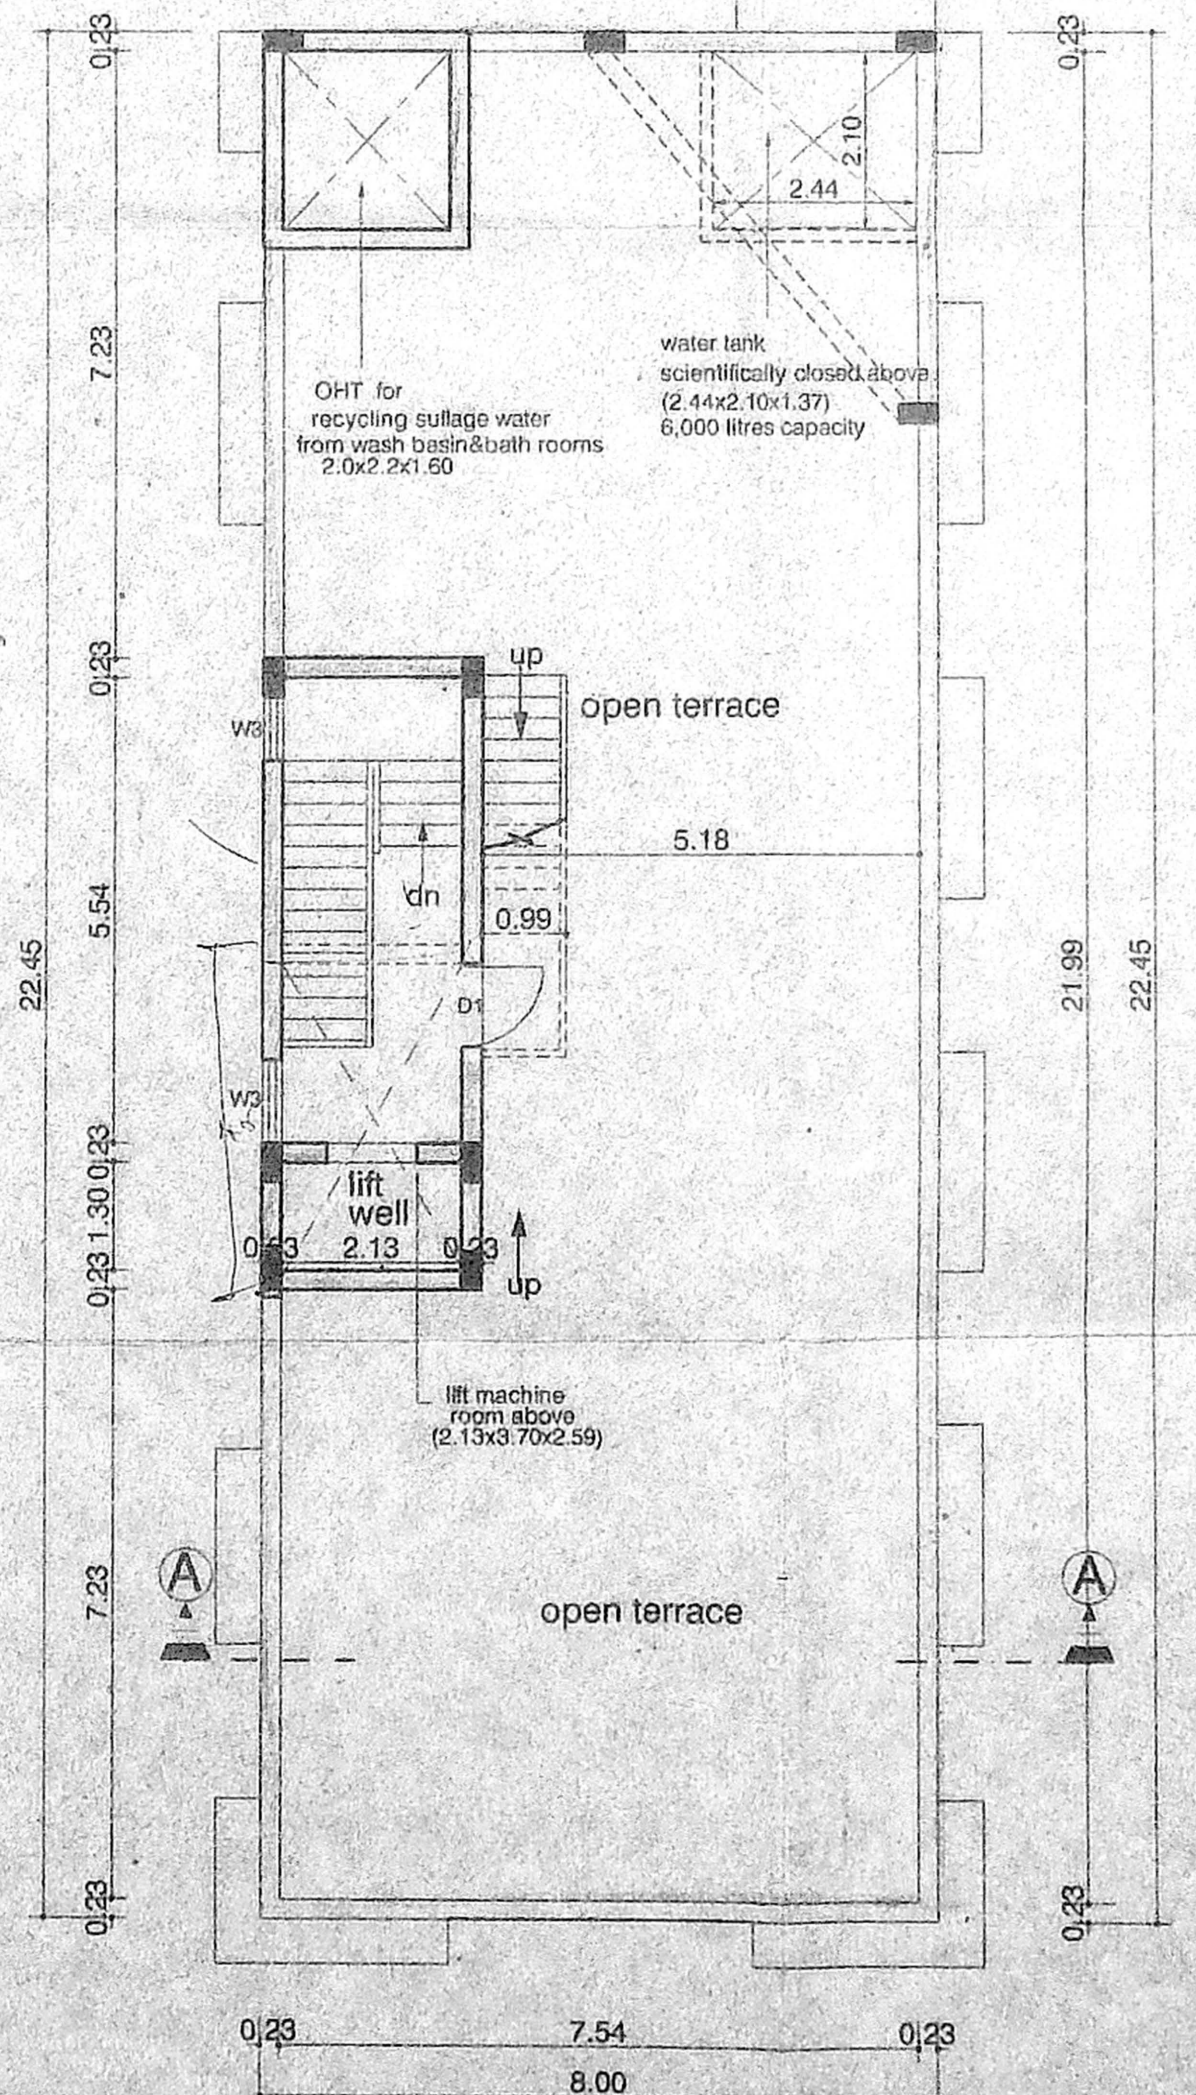 0.23
0.23
2.10
2.44
7.23
water tank
scientifically closed above
(2.44x2.10x1.37)
6,000 litres capacity
OHT for
recycling sullage water
from wash basin&bath rooms
2.0x2.2x1.60
0.23
up
open terrace
W3
5.18
dn
5.54
0.99
22.45
21.99
22.45
D1
W3
0.23
lift
well
1.30
0.23
2.13
0.23
0.23
up
lift machine
room above
(2.13x3.70x2.59)
A
A
7.23
open terrace
0.23
0.23
0.23
7.54
0.23
8.00